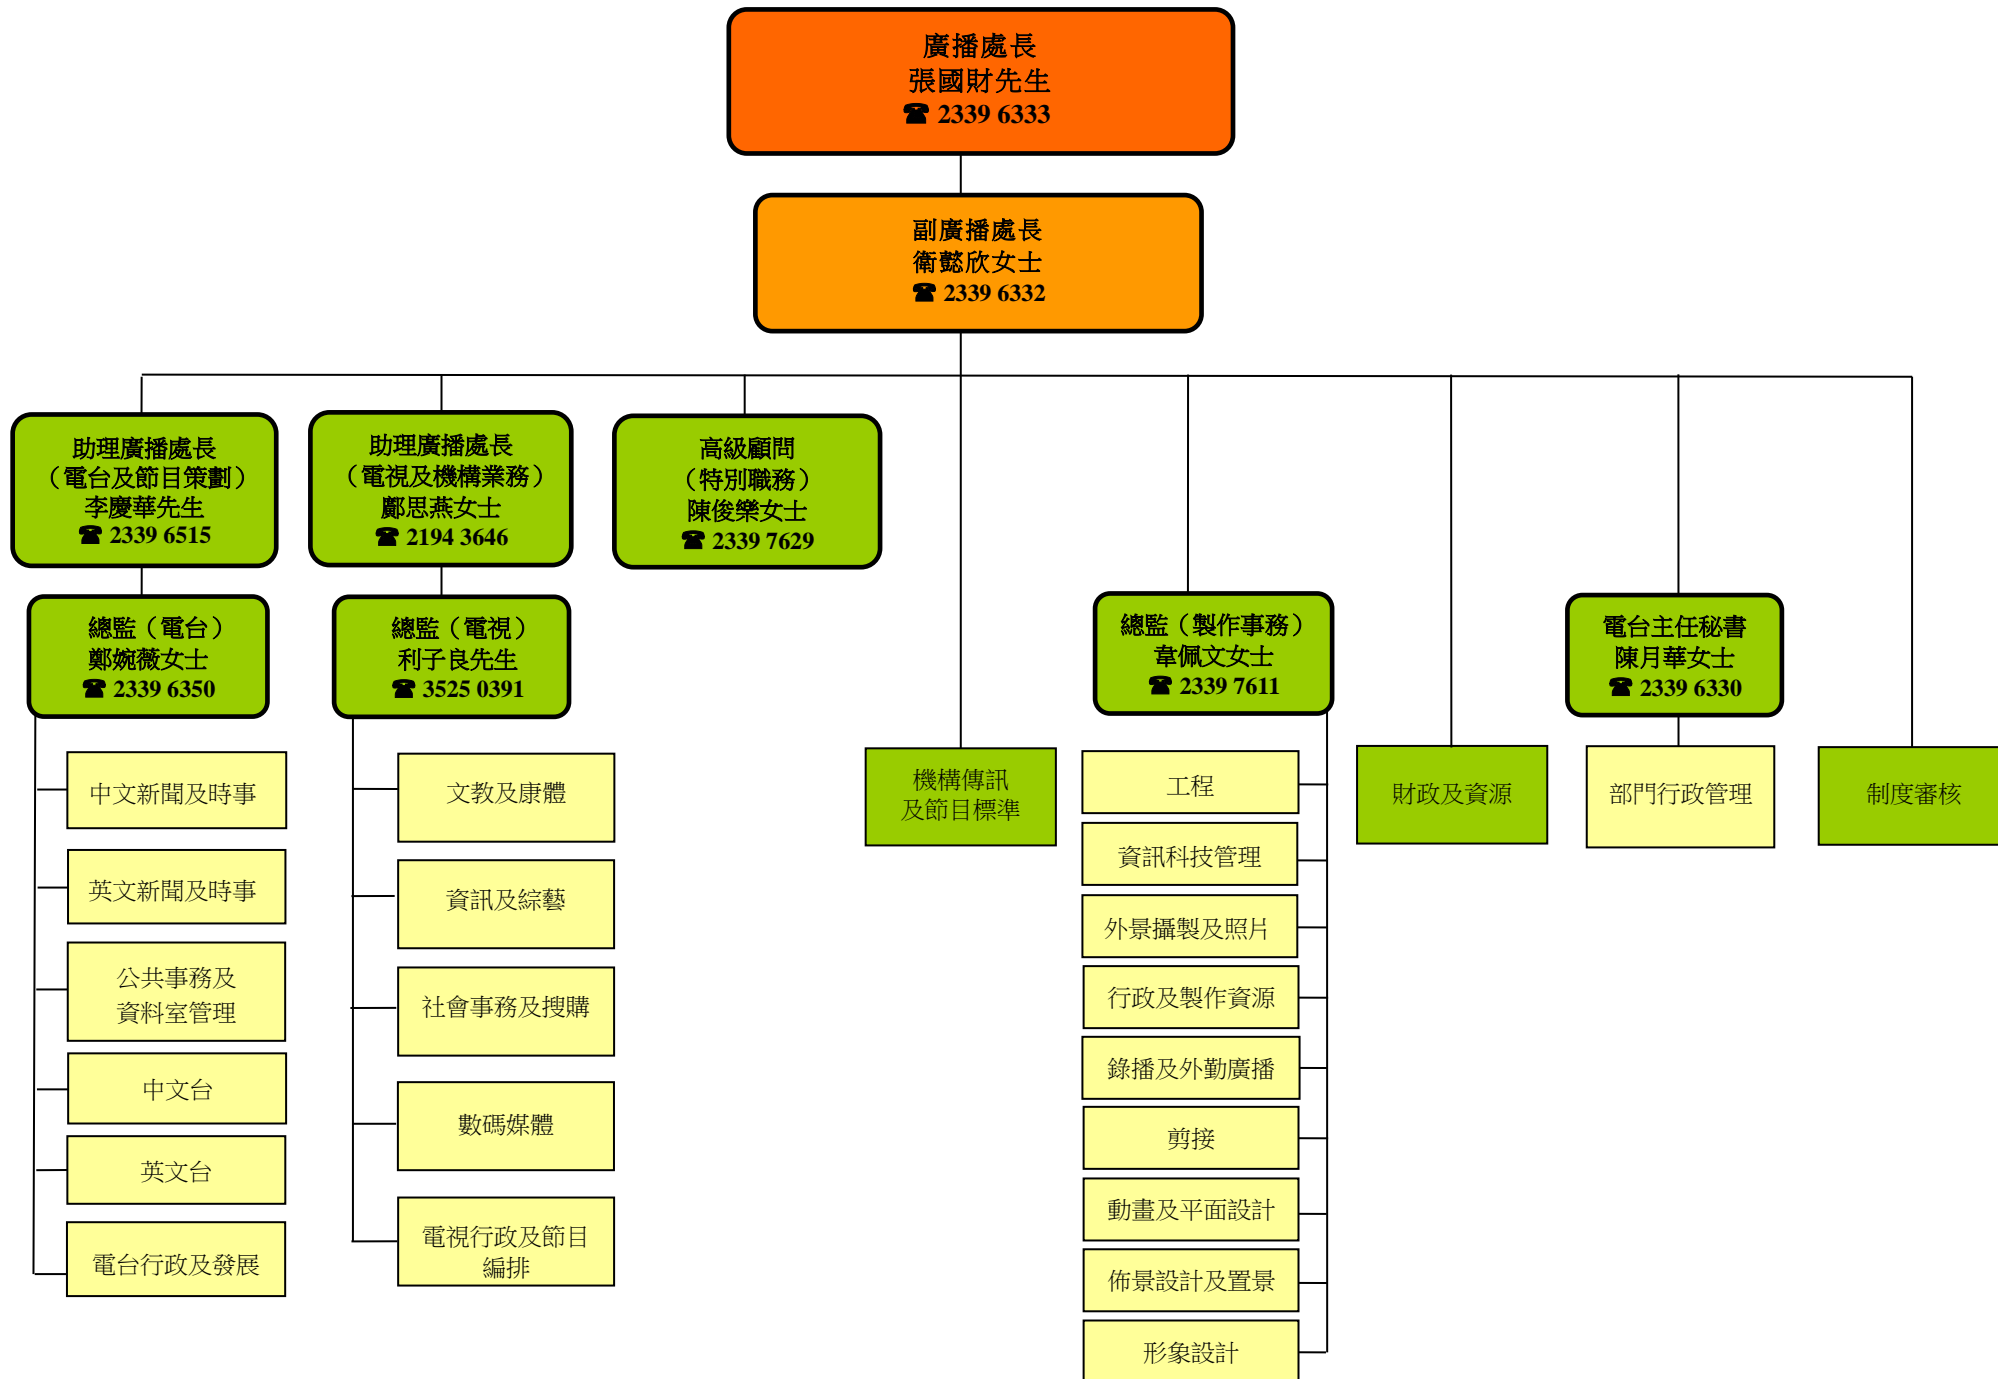 廣播處長
張國財先生
☎ 2339 6333
副廣播處長
衛懿欣女士
☎ 2339 6332
助理廣播處長
（電台及節目策劃）
李慶華先生
☎ 2339 6515
助理廣播處長
（電視及機構業務）
鄺思燕女士
☎ 2194 3646
高級顧問
（特別職務）
陳俊樂女士
☎ 2339 7629
總監（電台）
鄭婉薇女士
☎ 2339 6350
總監（電視）
利子良先生
☎ 3525 0391
總監（製作事務）
韋佩文女士
☎ 2339 7611
電台主任秘書
陳月華女士
☎ 2339 6330
中文新聞及時事
英文新聞及時事
公共事務及
資料室管理
中文台
英文台
電台行政及發展
文教及康體
資訊及綜藝
社會事務及搜購
數碼媒體
電視行政及節目
編排
機構傳訊
及節目標準
工程
資訊科技管理
外景攝製及照片
行政及製作資源
錄播及外勤廣播
剪接
動畫及平面設計
佈景設計及置景
形象設計
財政及資源
部門行政管理
制度審核